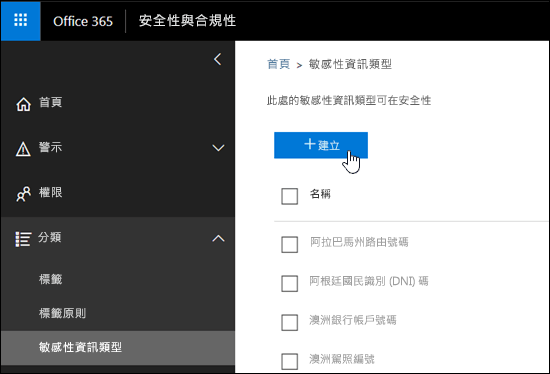 Office 365 安全性與合規性
首頁
警示
權限
分類
標籤
標籤原則
敏感性資訊類型
首頁 > 敏感性資訊類型
此處的敏感性資訊類型可在安全性
+建立
名稱
阿拉巴馬州路由號碼
阿根廷國民識別 (DNI) 碼
澳洲銀行帳戶號碼
澳洲駕照編號